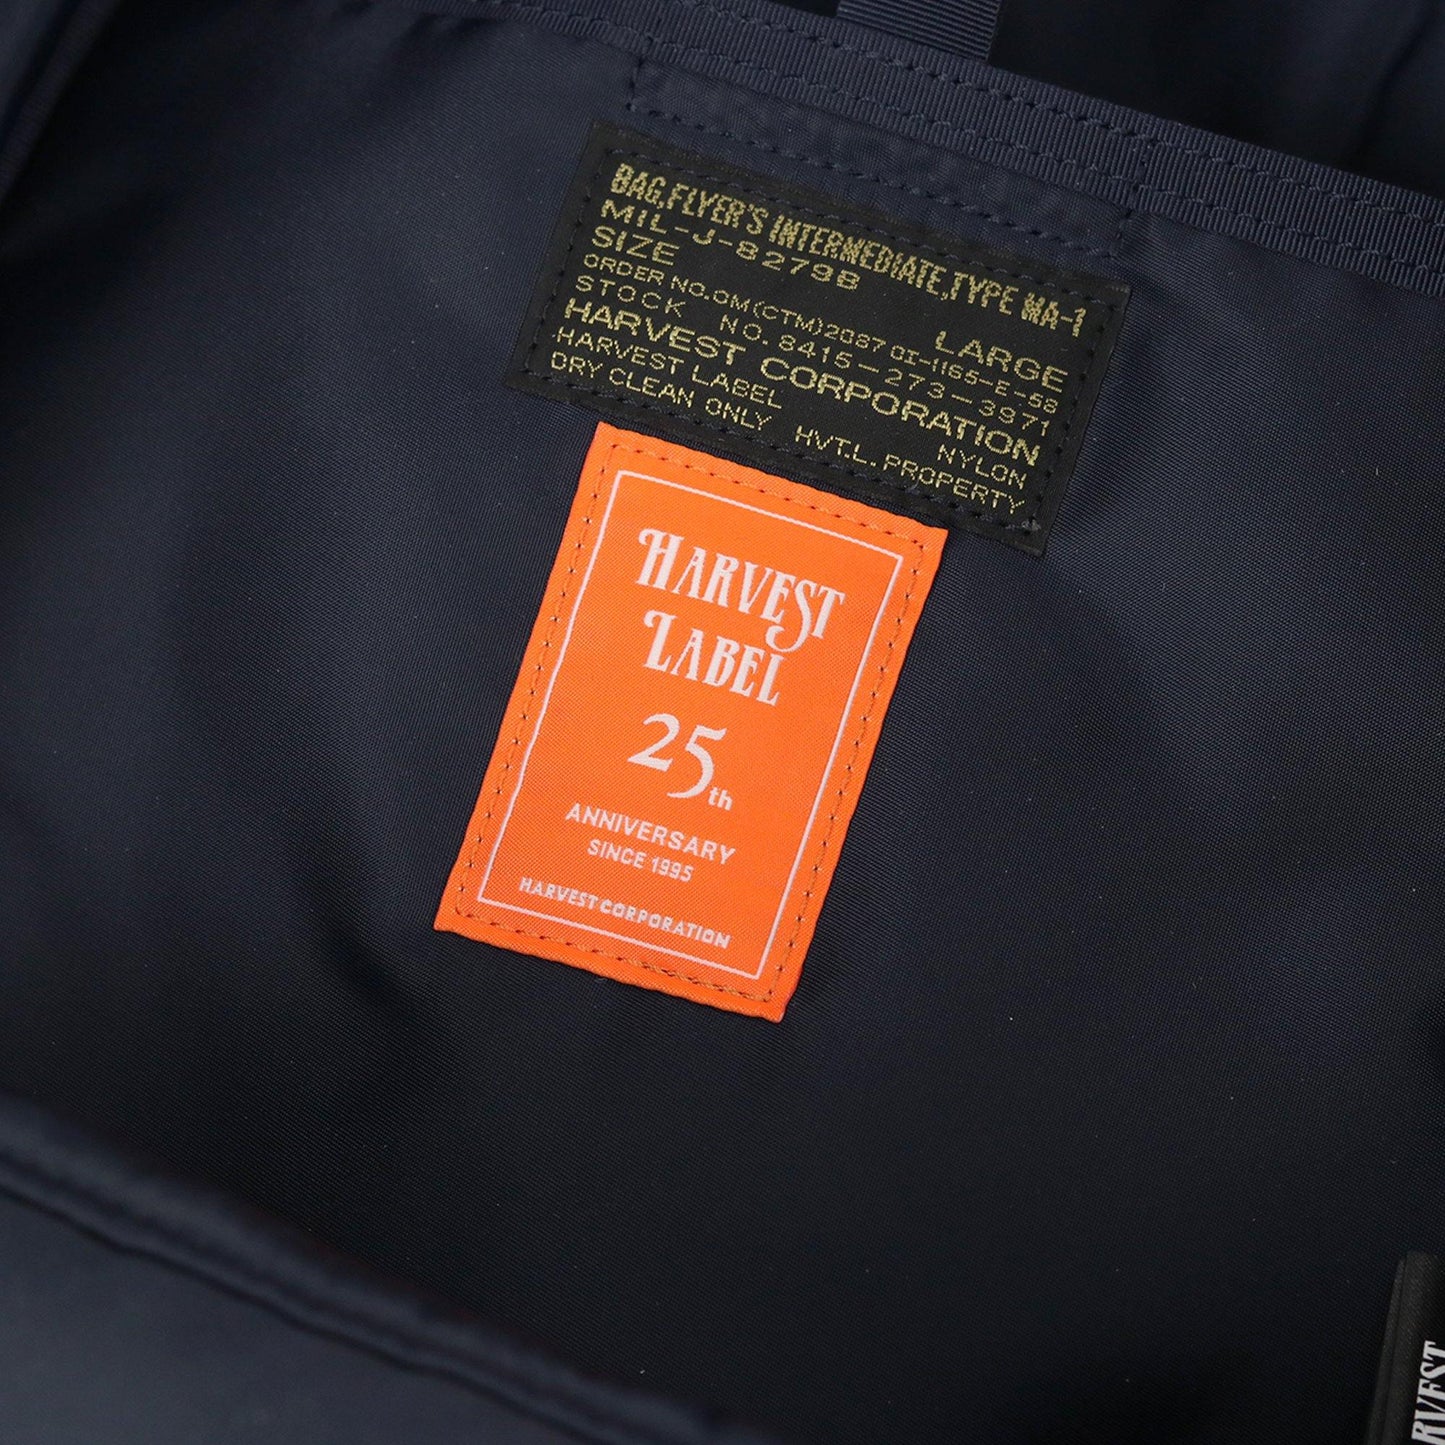 BAG,FLYER'S INTERMEDIATE,TYPE MA-1
MIL-J-8279B
SIZE LARGE
ORDER NO.OM(CTM)2087 OI-1165-E-58
STOCK NO. 8415-273-3971
HARVEST CORPORATION
HARVEST LABEL NYLON
DRY CLEAN ONLY HVT.L. PROPERTY
HARVEST
LABEL
25th
ANNIVERSARY
SINCE 1995
HARVEST CORPORATION